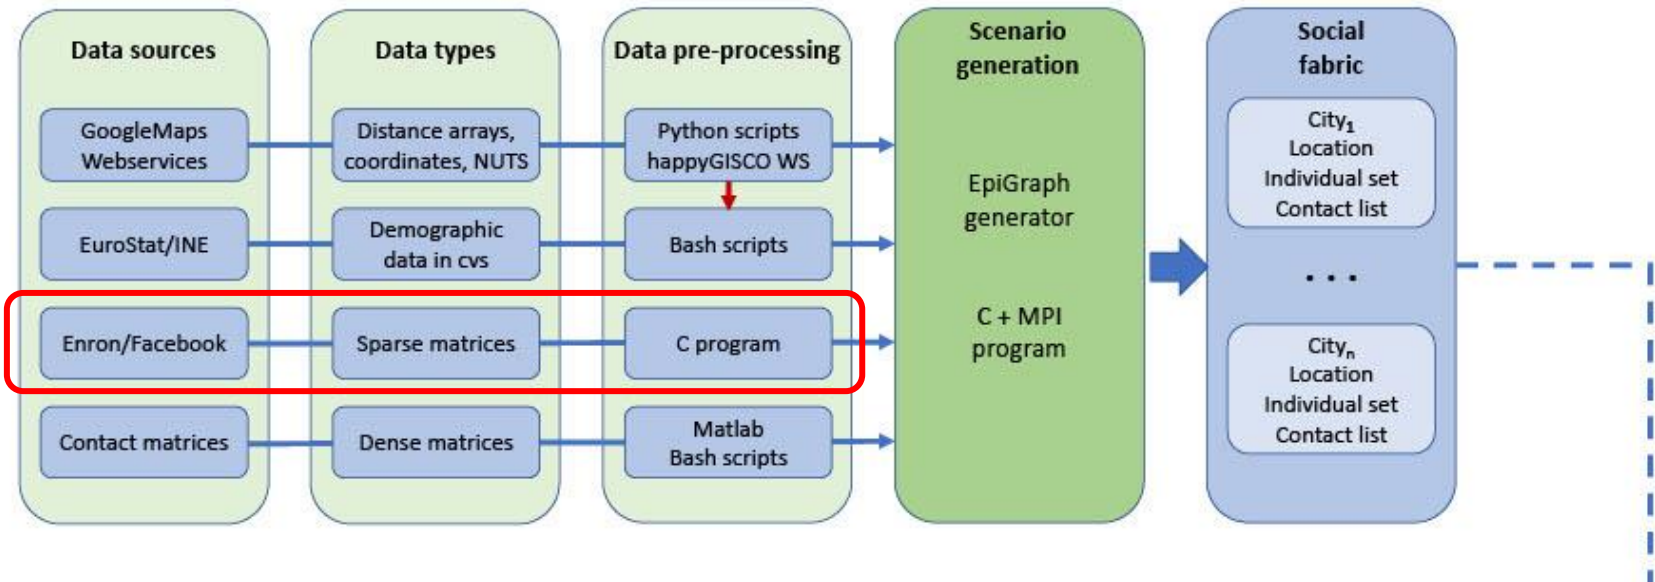 Data sources
GoogleMaps
Webservices
EuroStat/INE
Enron/Facebook
Contact matrices
Data types
Distance arrays,
coordinates, NUTS
Demographic
data in cvs
Sparse matrices
Dense matrices
Data pre-processing
Python scripts
happyGISCO WS
Bash scripts
C program
Matlab
Bash scripts
Scenario
generation
EpiGraph
generator
C + MPI
program
Social
fabric
City1
Location
Individual set
Contact list
. . .
Cityn
Location
Individual set
Contact list